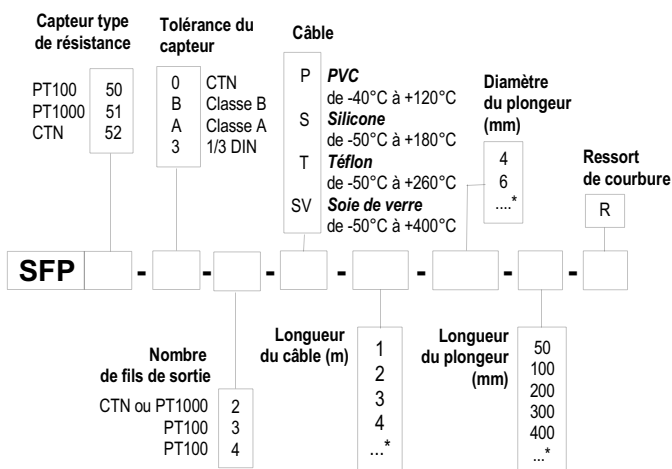 Capteur type
de résistance
PT100 50
PT1000 51
CTN 52
Tolérance du
capteur
0 CTN
B Classe B
A Classe A
3 1/3 DIN
Câble
P PVC
de -40°C à +120°C
S Silicone
de -50°C à +180°C
T Téflon
de -50°C à +260°C
SV Soie de verre
de -50°C à +400°C
Diamètre
du plongeur
(mm)
4
6
....*
Ressort
de courbure
R
SFP - - - - - - -
Nombre
de fils de sortie
CTN ou PT1000 2
PT100 3
PT100 4
Longueur
du câble (m)
1
2
3
4
...*
Longueur
du plongeur
(mm)
50
100
200
300
400
...*